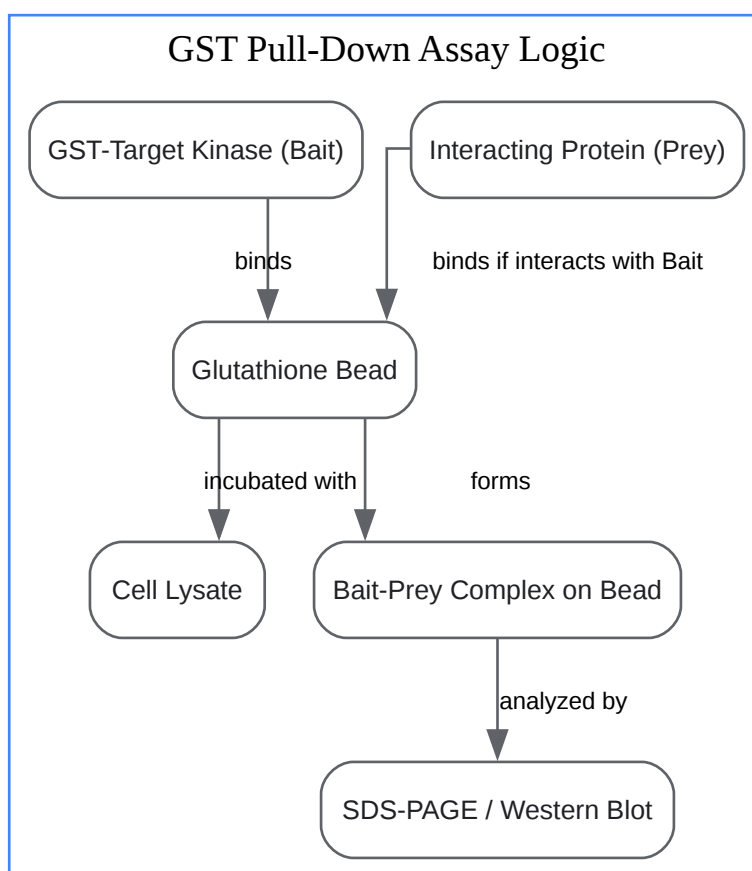 GST Pull-Down Assay Logic
GST-Target Kinase (Bait)
Interacting Protein (Prey)
binds
binds if interacts with Bait
Glutathione Bead
incubated with
forms
Cell Lysate
Bait-Prey Complex on Bead
analyzed by
SDS-PAGE / Western Blot